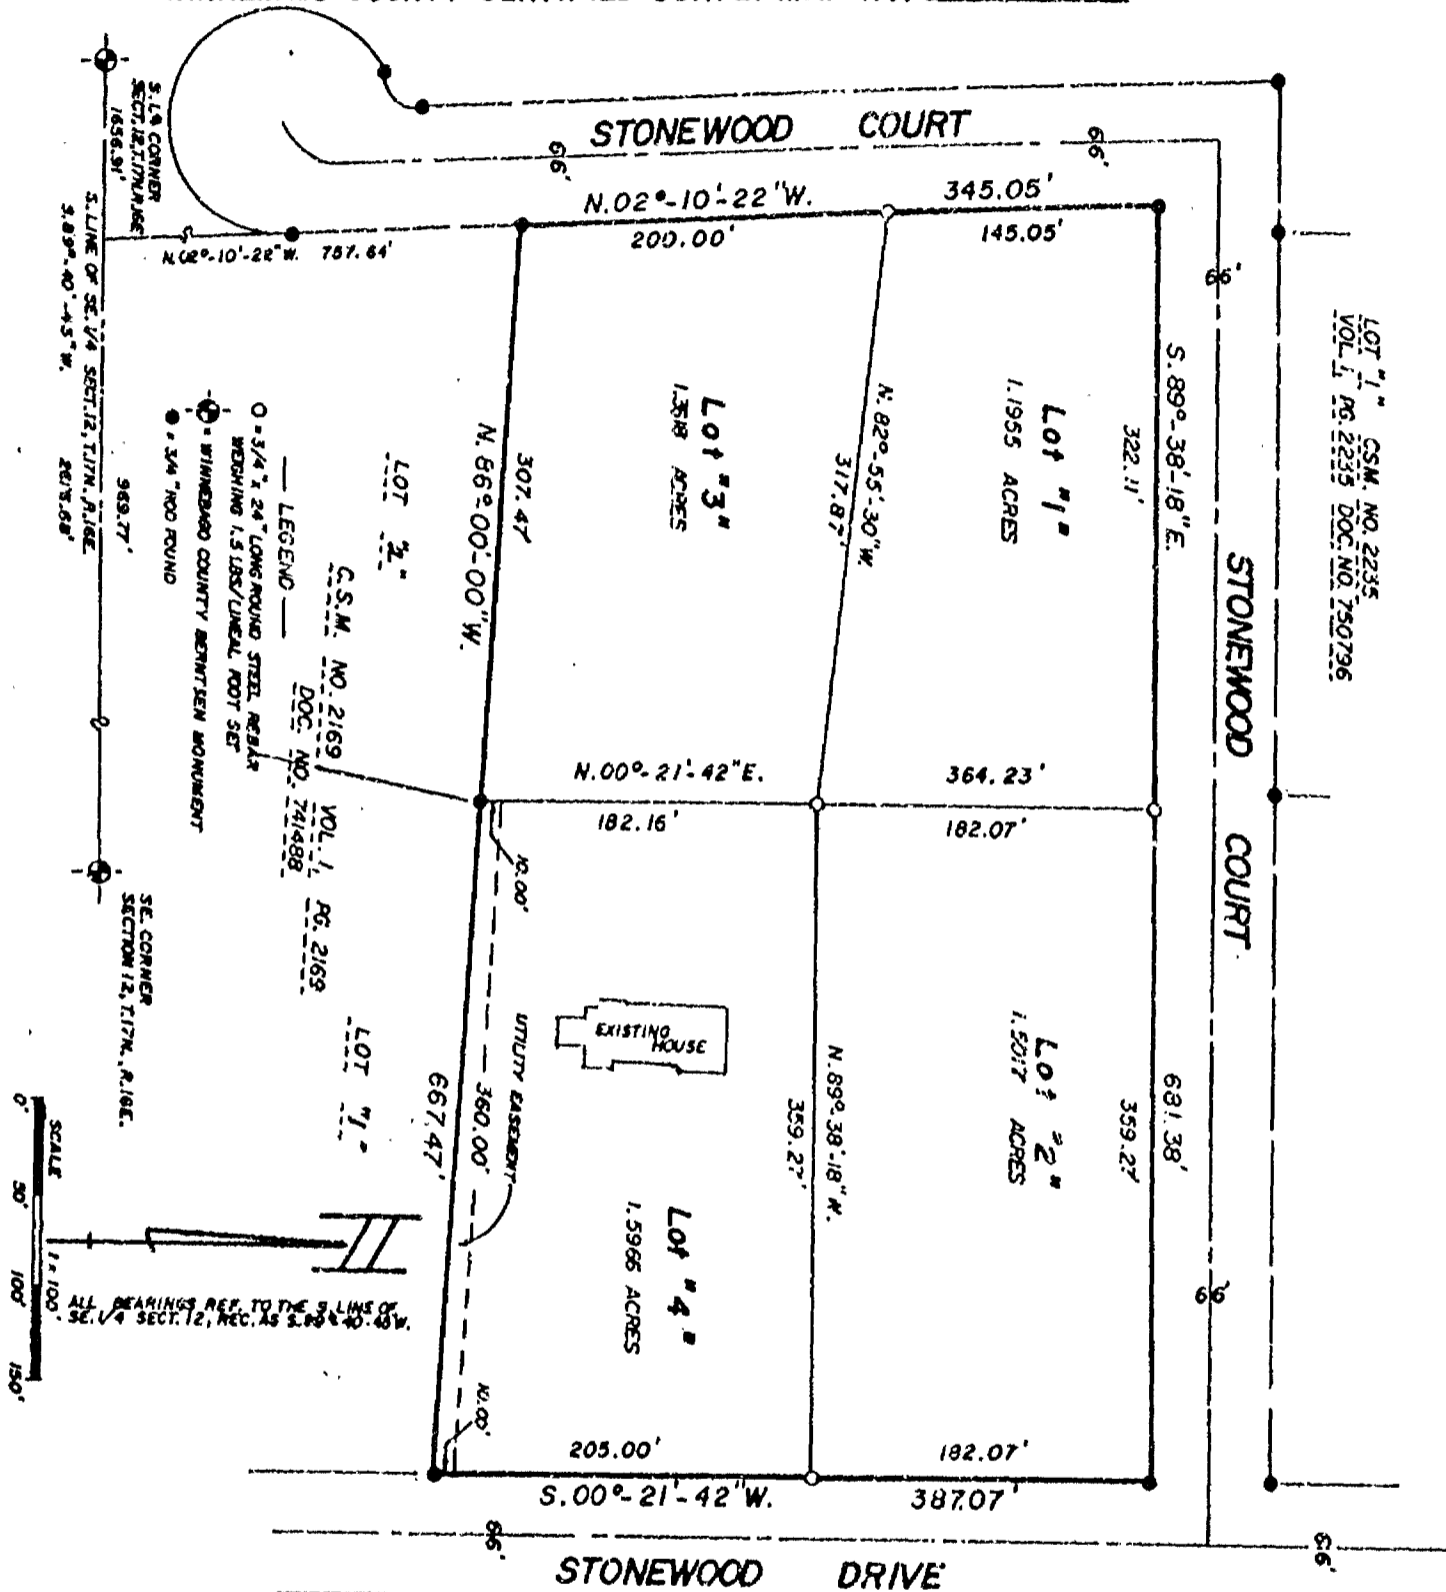 STONEWOOD COURT
66'
66'
N.02°-10'-22"W.
345.05'
200.00'
145.05'
S.1/4 CORNER
SECT.12,T.17N.,R.16E.
1656.91'
N.02°-10'-22"W. 757.64'
S. LINE OF SE.1/4 SECT.12,T.17N.,R.16E.
S.89°-40'-45"W. 2615.68'
969.77'
66'
LOT "1" CSM. NO. 2235
VOL. 1, PG. 2235 DOC. NO. 750796
S.89°-38'-18"E.
322.11'
Lot "1"
1.1955 ACRES
N.82°-55'-30"W.
317.87'
Lot "3"
ACRES
307.47'
N.86°-00'-00"W.
LOT "2"
STONEWOOD COURT
C.S.M. NO. 2169 VOL. 1, PG. 2169
DOC. NO. 741488
— LEGEND —
O = 3/4" x 24" LONG ROUND STEEL REBAR
WEIGHING 1.5 LBS/LINEAL FOOT SET
= WINNEBAGO COUNTY BERNTSEN MONUMENT
● = 3/4" ROD FOUND
N.00°-21'-42"E.
364.23'
182.16'
182.07'
10.00'
SE. CORNER
SECTION 12, T.17N., R.16E.
EXISTING
HOUSE
UTILITY EASEMENT
LOT "1"
360.00'
667.47'
N.89°-38'-18"W.
359.27'
Lot "2"
1.5017 ACRES
359.27'
681.38'
Lot "4"
1.5966 ACRES
66'
SCALE
1"=100'
0' 50' 100' 150'
ALL BEARINGS REF. TO THE S. LINE OF
SE.1/4 SECT.12, REC. AS S.89°-40'-45"W.
10.00'
205.00'
182.07'
S.00°-21'-42"W.
387.07'
66'
66'
STONEWOOD DRIVE